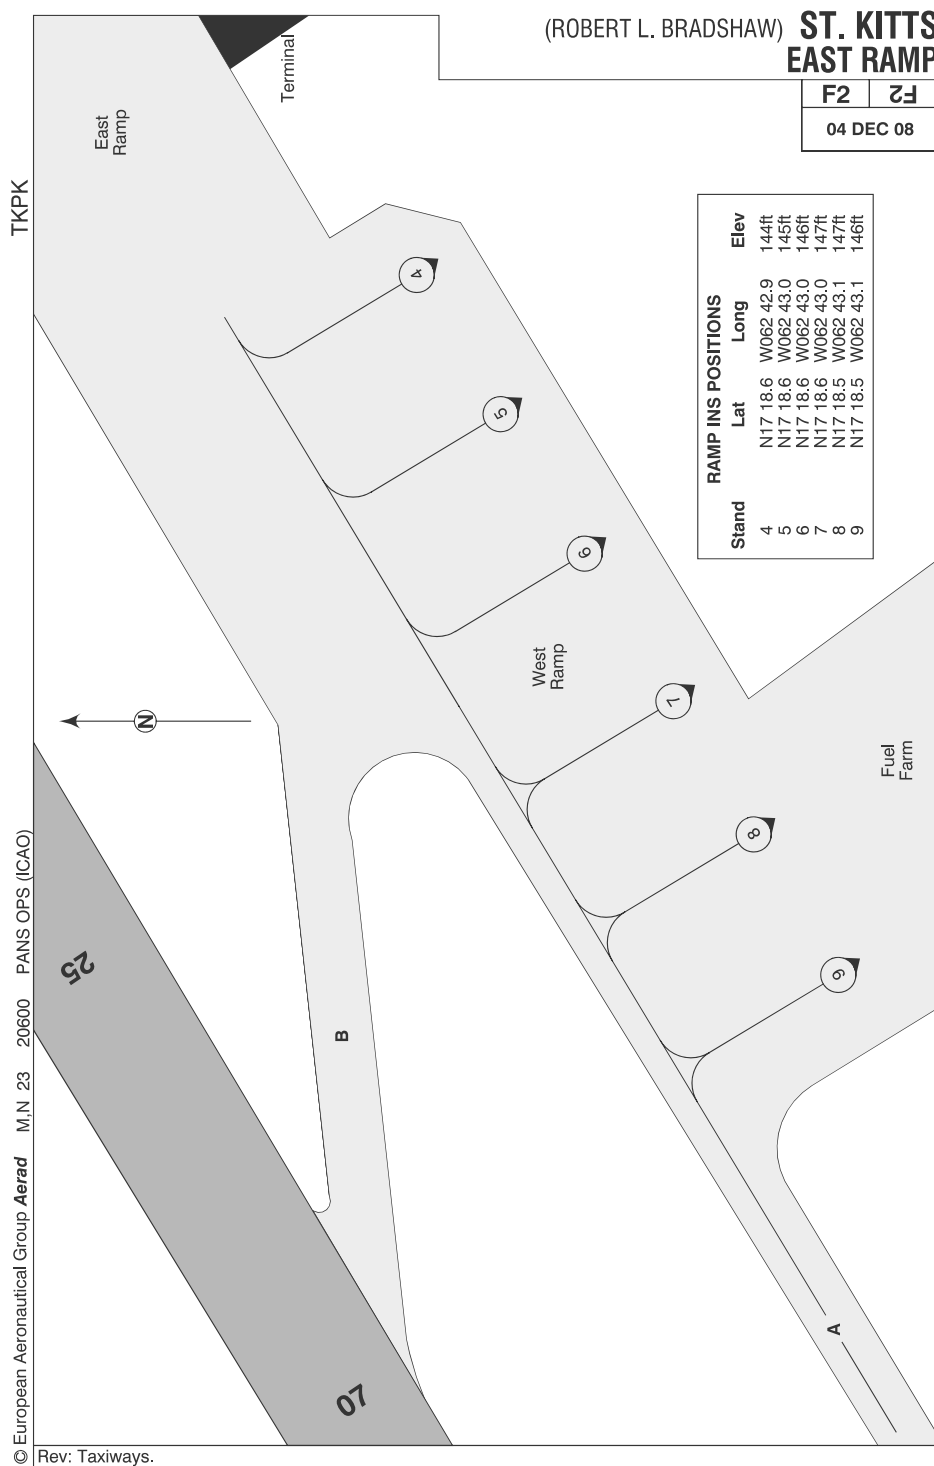 (ROBERT L. BRADSHAW) ST. KITTS
EAST RAMP
F2 F2
04 DEC 08
TKPK
Terminal
East
Ramp
RAMP INS POSITIONS
Stand Lat Long Elev
4 N17 18.6 W062 42.9 144ft
5 N17 18.6 W062 43.0 145ft
6 N17 18.6 W062 43.0 146ft
7 N17 18.6 W062 43.0 147ft
8 N17 18.5 W062 43.1 147ft
9 N17 18.5 W062 43.1 146ft
4
5
6
West
Ramp
7
N
Fuel
Farm
8
9
25
B
07
A
© European Aeronautical Group Aerad M,N 23 20600 PANS OPS (ICAO)
Rev: Taxiways.